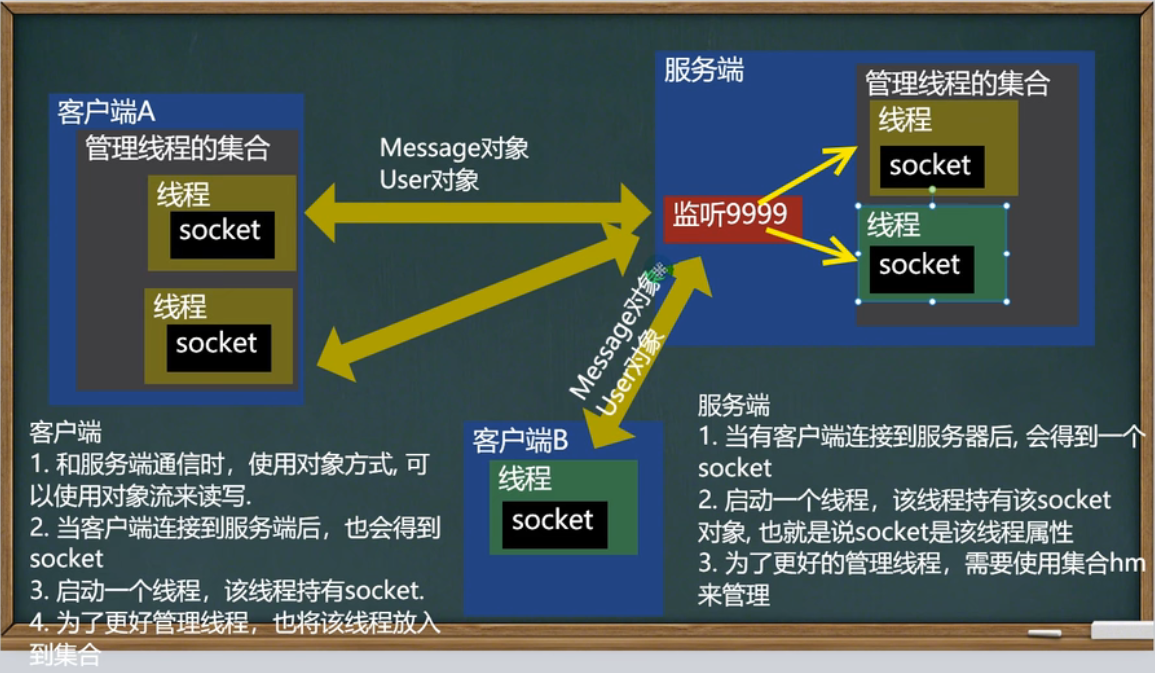 客户端A
管理线程的集合
线程
socket
线程
socket
Message对象
User对象
服务端
管理线程的集合
线程
socket
监听9999
线程
socket
Message对象
User对象
客户端B
线程
socket
客户端
1. 和服务端通信时，使用对象方式, 可
以使用对象流来读写.
2. 当客户端连接到服务端后，也会得到
socket
3. 启动一个线程，该线程持有socket.
4. 为了更好管理线程，也将该线程放入
到集合
服务端
1. 当有客户端连接到服务器后, 会得到一个
socket
2. 启动一个线程，该线程持有该socket
对象, 也就是说socket是该线程属性
3. 为了更好的管理线程，需要使用集合hm
来管理